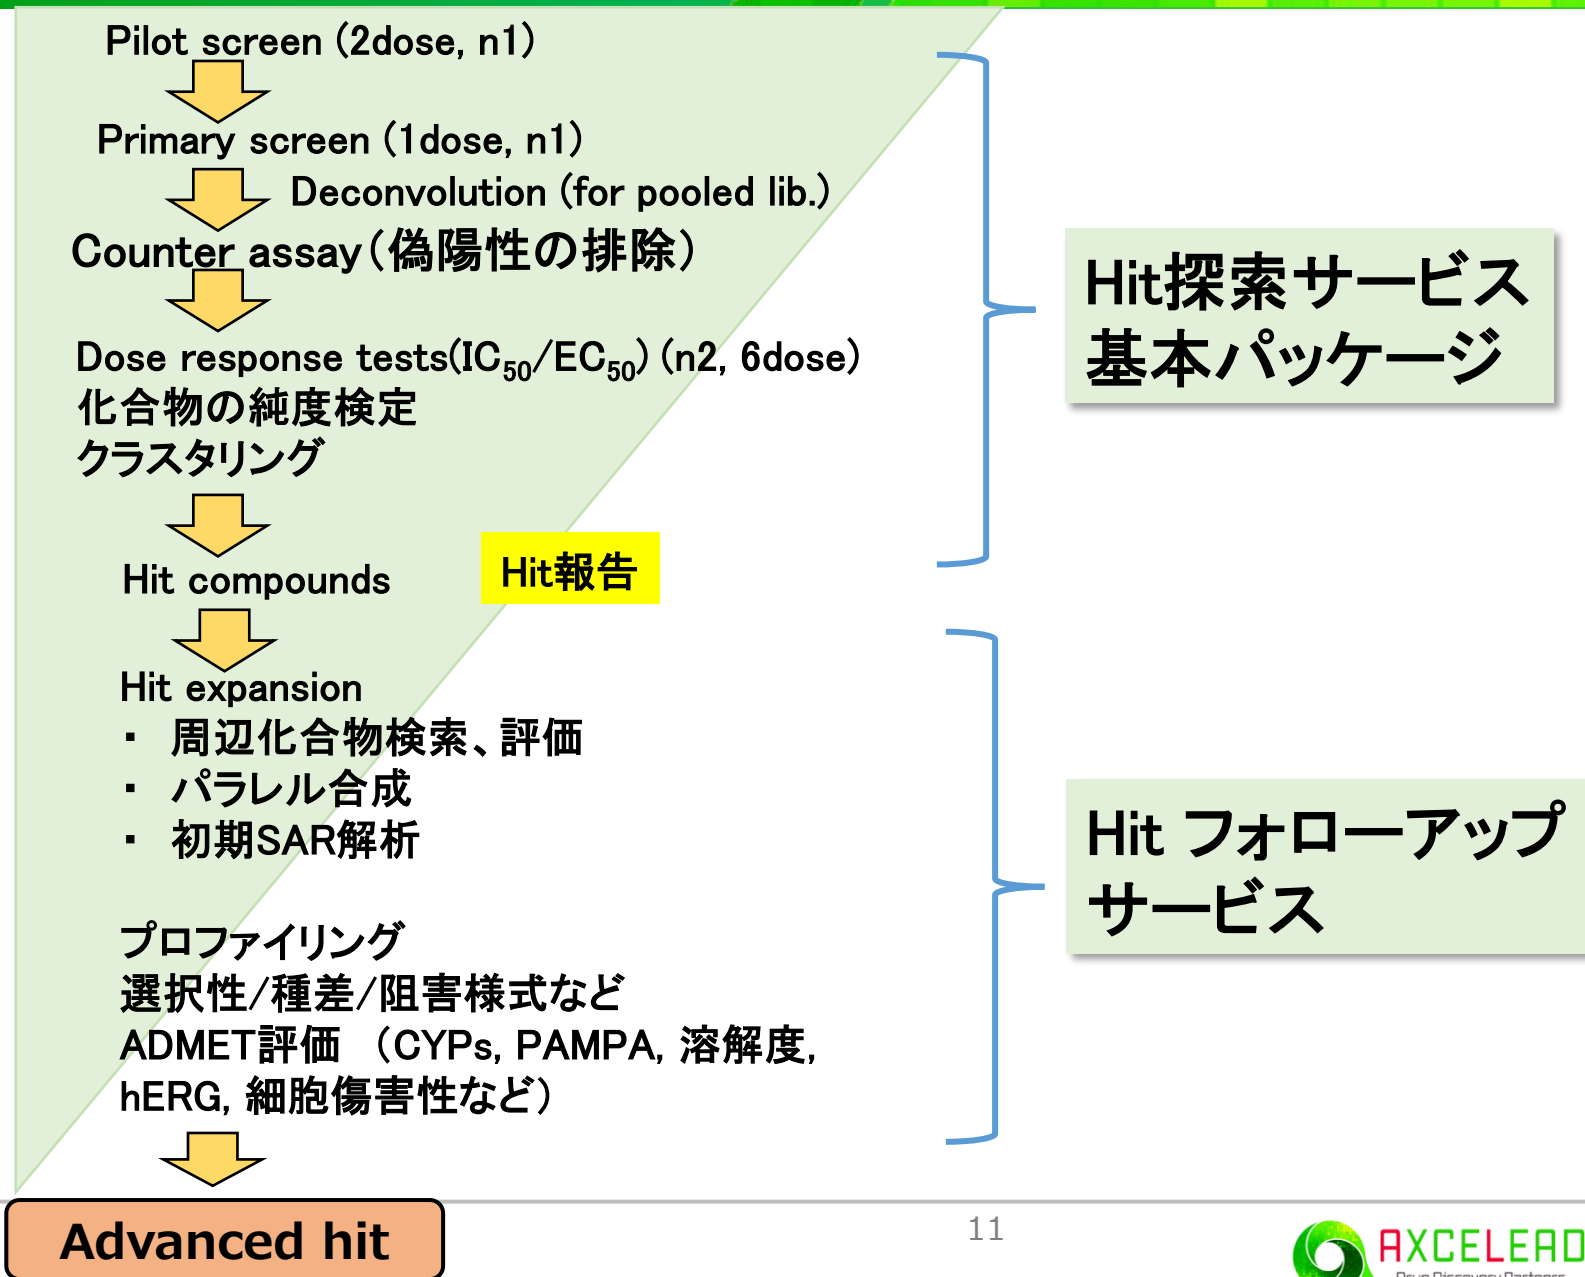 Pilot screen (2dose, n1)
Primary screen (1dose, n1)
Deconvolution (for pooled lib.)
Counter assay（偽陽性の排除）
Dose response tests(IC50/EC50) (n2, 6dose)
化合物の純度検定
クラスタリング
Hit compounds
Hit報告
Hit expansion
・ 周辺化合物検索、評価
・ パラレル合成
・ 初期SAR解析
プロファイリング
選択性/種差/阻害様式など
ADMET評価 （CYPs, PAMPA, 溶解度,
hERG, 細胞傷害性など）
Advanced hit
Hit探索サービス
基本パッケージ
Hit フォローアップ
サービス
11
AXCELEAD